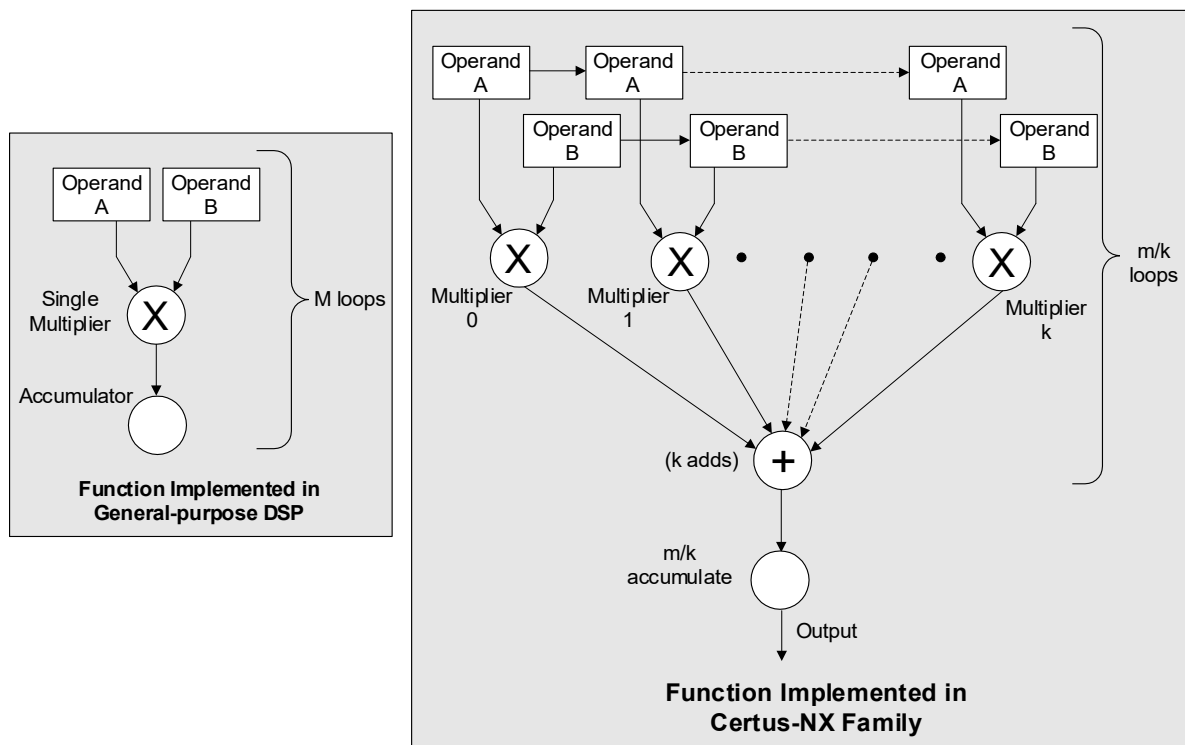 Operand
A
Operand
B
Single
Multiplier
X
M loops
Accumulator
Function Implemented in
General-purpose DSP
Operand
A
Operand
A
Operand
A
Operand
B
Operand
B
Operand
B
X
X
X
Multiplier
0
Multiplier
1
Multiplier
k
m/k
loops
(k adds)
+
m/k
accumulate
Output
Function Implemented in
Certus-NX Family